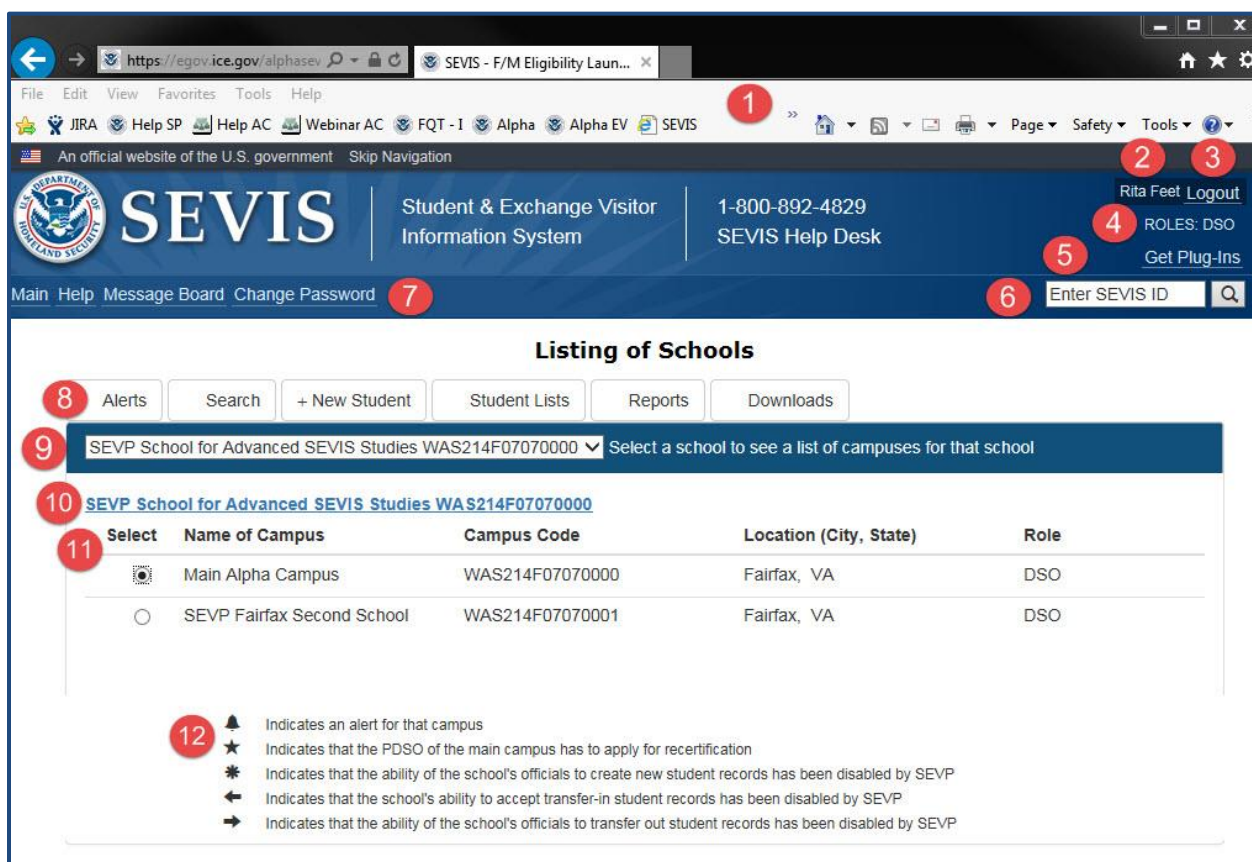 https://egov.ice.gov/alphasev
SEVIS - F/M Eligibility Laun...
File Edit View Favorites Tools Help
JIRA Help SP Help AC Webinar AC FQT - I Alpha Alpha EV SEVIS
1
Page Safety Tools
An official website of the U.S. government Skip Navigation
2 3
U.S. DEPARTMENT OF HOMELAND SECURITY
SEVIS
Student & Exchange Visitor
Information System
1-800-892-4829
SEVIS Help Desk
Rita Feet Logout
4 ROLES: DSO
5 Get Plug-Ins
Main Help Message Board Change Password 7
6 Enter SEVIS ID
Listing of Schools
8 Alerts Search + New Student Student Lists Reports Downloads
9 SEVP School for Advanced SEVIS Studies WAS214F07070000 Select a school to see a list of campuses for that school
10 SEVP School for Advanced SEVIS Studies WAS214F07070000
11 Select Name of Campus Campus Code Location (City, State) Role
Main Alpha Campus WAS214F07070000 Fairfax, VA DSO
SEVP Fairfax Second School WAS214F07070001 Fairfax, VA DSO
12 Indicates an alert for that campus
Indicates that the PDSO of the main campus has to apply for recertification
Indicates that the ability of the school's officials to create new student records has been disabled by SEVP
Indicates that the school's ability to accept transfer-in student records has been disabled by SEVP
Indicates that the ability of the school's officials to transfer out student records has been disabled by SEVP